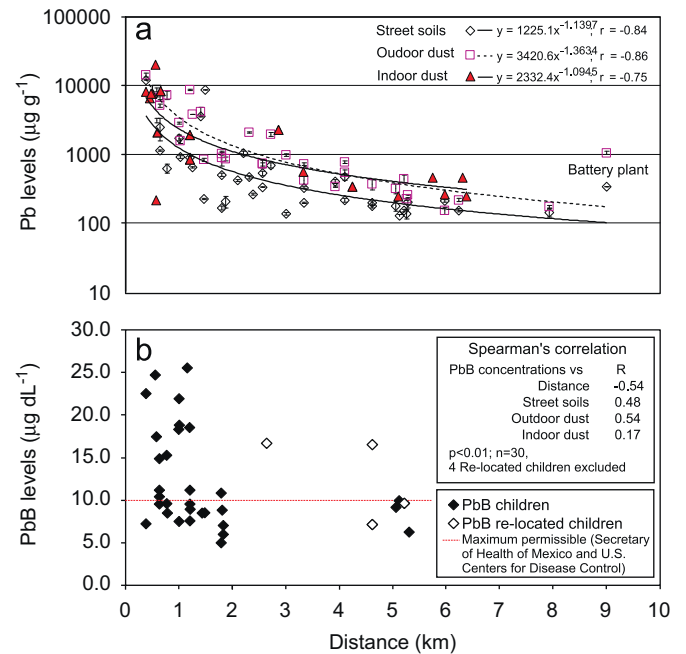 a
Street soils y = 1225.1x^-1.1397; r = -0.84
Oudoor dust y = 3420.6x^-1.3634; r = -0.86
Indoor dust y = 2332.4x^-1.0945; r = -0.75
Pb levels (µg g⁻¹)
100000
10000
1000
100
10
Battery plant
b
PbB levels (µg dL⁻¹)
30.0
25.0
20.0
15.0
10.0
5.0
0.0
Spearman's correlation
PbB concentrations vs R
Distance -0.54
Street soils 0.48
Outdoor dust 0.54
Indoor dust 0.17
p<0.01; n=30,
4 Re-located children excluded
PbB children
PbB re-located children
Maximum permissible (Secretary
of Health of Mexico and U.S.
Centers for Disease Control)
0 1 2 3 4 5 6 7 8 9 10
Distance (km)